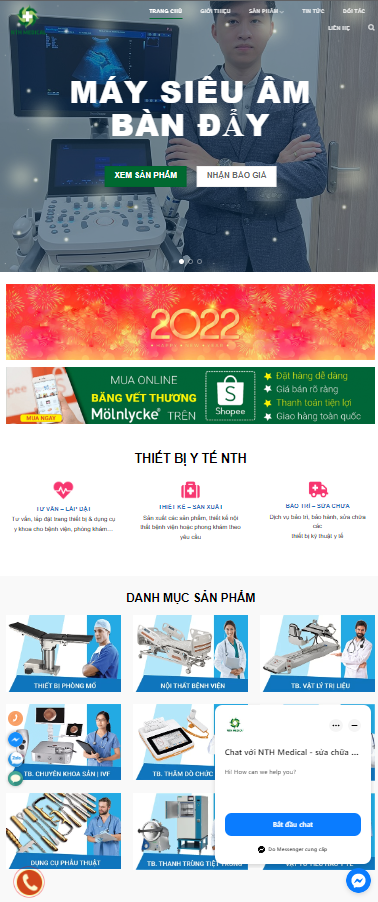 NTH MEDICAL
TRANG CHỦ
GIỚI THIỆU
SẢN PHẨM
TIN TỨC
ĐỐI TÁC
LIÊN HỆ
MÁY SIÊU ÂM
BÀN ĐẨY
XEM SẢN PHẨM
NHẬN BÁO GIÁ
2022
MUA ONLINE
BĂNG VẾT THƯƠNG
Mölnlycke® TRÊN
MUA NGAY
Shopee
Đặt hàng dễ dàng
Giá bán rõ ràng
Thanh toán tiện lợi
Giao hàng toàn quốc
THIẾT BỊ Y TẾ NTH
TƯ VẤN – LẮP ĐẶT
Tư vấn, lắp đặt trang thiết bị & dụng cụ
y khoa cho bệnh viện, phòng khám....
THIẾT KẾ – SẢN XUẤT
Sản xuất các sản phẩm, thiết kế nội
thất bệnh viện hoặc phòng khám theo
yêu cầu
BẢO TRÌ – SỬA CHỮA
Dịch vụ bảo trì, bảo hành, sửa chữa
các
thiết bị kỹ thuật y tế
DANH MỤC SẢN PHẨM
THIẾT BỊ PHÒNG MỔ
NỘI THẤT BỆNH VIỆN
TB. VẬT LÝ TRỊ LIỆU
TB. CHUYÊN KHOA SẢN | IVF
TB. THĂM DÒ CHỨC
Zalo
NTH MEDICAL
Chat với NTH Medical - sửa chữa ...
Hi! How can we help you?
Bắt đầu chat
Do Messenger cung cấp
DỤNG CỤ PHẪU THUẬT
TB. THANH TRÙNG TIỆT TRÙNG